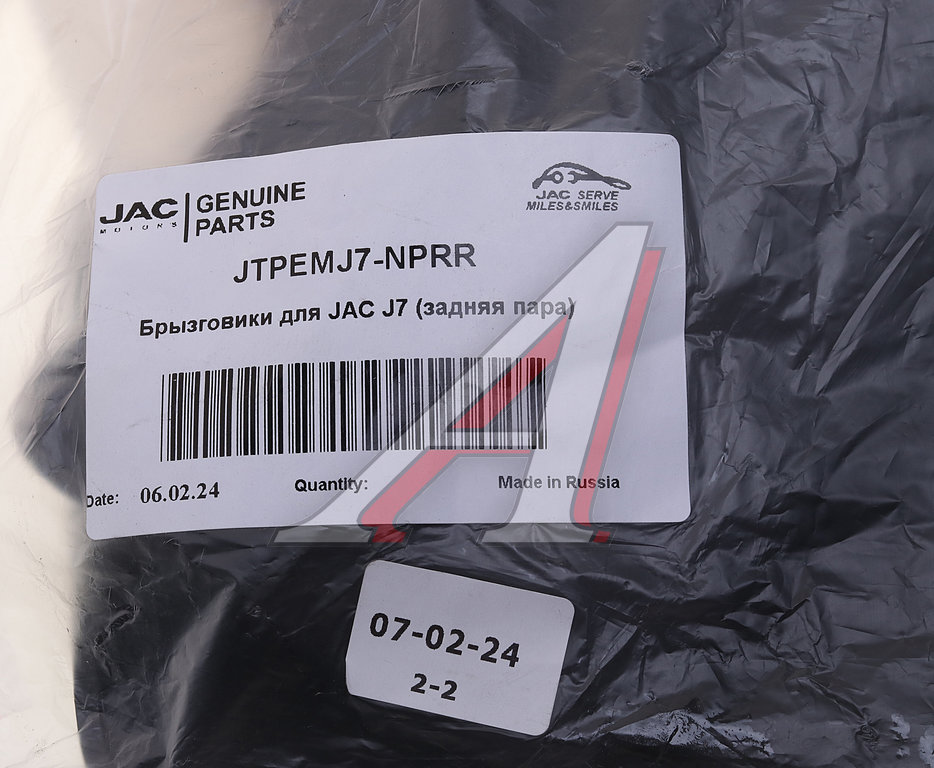 JAC
MOTORS
GENUINE
PARTS
JAC SERVE
MILES&SMILES
JTPEMJ7-NPRR
Брызговики для JAC J7 (задняя пара)
Date: 06.02.24
Quantity:
Made in Russia
07-02-24
2-2